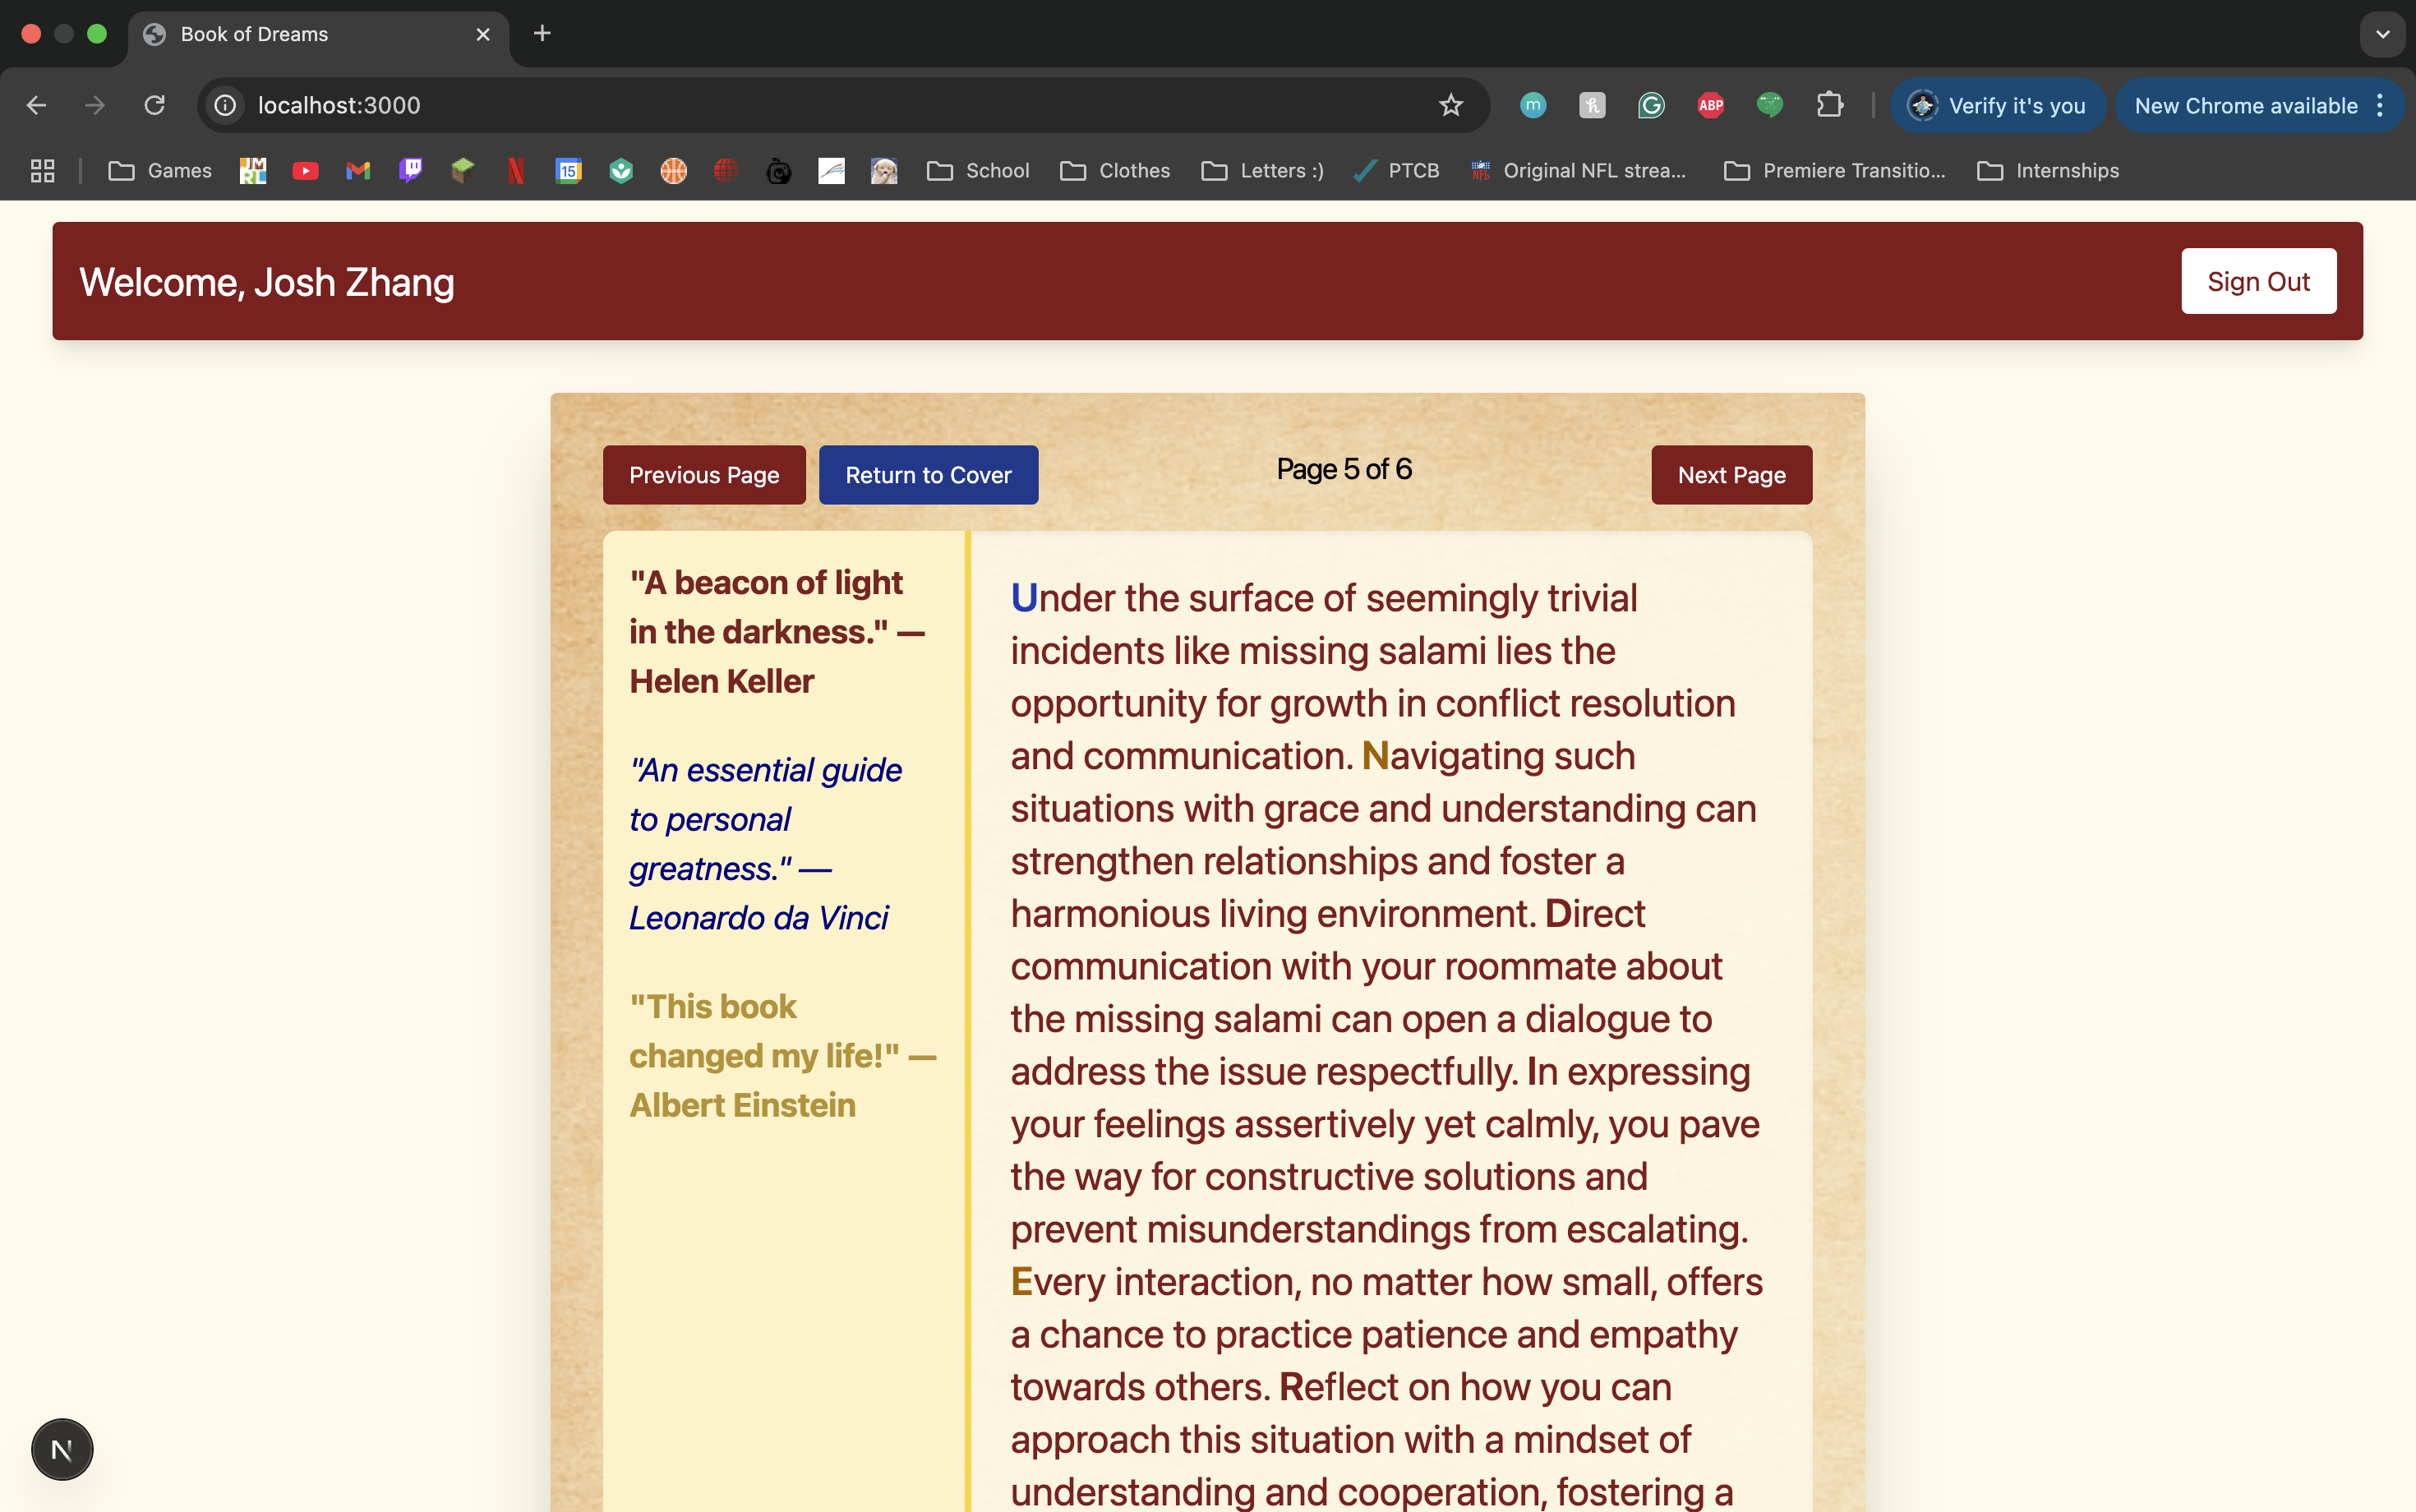 Book of Dreams
localhost:3000
ABP
Verify it's you
New Chrome available
Games
15
School
Clothes
Letters :)
PTCB
Original NFL strea...
Premiere Transitio...
Internships
Welcome, Josh Zhang
Sign Out
Previous Page
Return to Cover
Page 5 of 6
Next Page
"A beacon of light
in the darkness." —
Helen Keller
"An essential guide
to personal
greatness." —
Leonardo da Vinci
"This book
changed my life!" —
Albert Einstein
Under the surface of seemingly trivial
incidents like missing salami lies the
opportunity for growth in conflict resolution
and communication. Navigating such
situations with grace and understanding can
strengthen relationships and foster a
harmonious living environment. Direct
communication with your roommate about
the missing salami can open a dialogue to
address the issue respectfully. In expressing
your feelings assertively yet calmly, you pave
the way for constructive solutions and
prevent misunderstandings from escalating.
Every interaction, no matter how small, offers
a chance to practice patience and empathy
towards others. Reflect on how you can
approach this situation with a mindset of
understanding and cooperation, fostering a
N